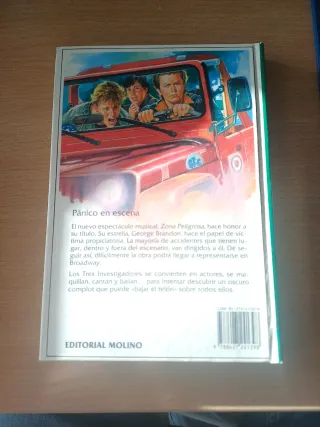 Pánico en escena
El nuevo espectáculo musical, Zona Peligrosa, hace honor a
su título. Su estrella, George Brandon, hace el papel de víc-
tima propiciatoria. La mayoría de accidentes que tienen lu-
gar, dentro y fuera del escenario, van dirigidos a él. De se-
guir así, difícilmente la obra podrá llegar a representarse en
Broadway.
Los Tres Investigadores se convierten en actores, se ma-
quillan, cantan y bailan... para intentar descubrir un oscuro
complot que puede «bajar el telón» sobre todos ellos.
EDITORIAL MOLINO